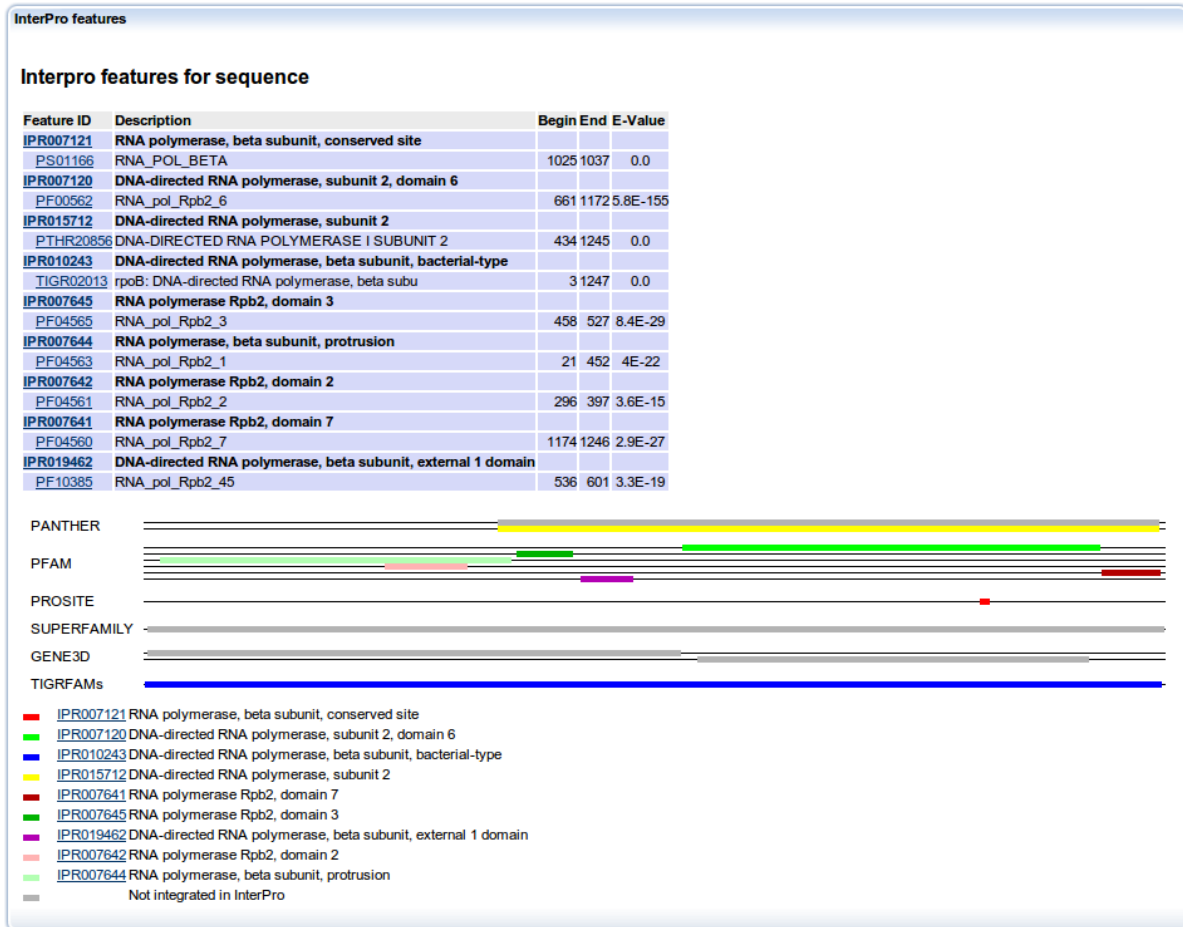 InterPro features
Interpro features for sequence
Feature ID Description Begin End E-Value
IPR007121 RNA polymerase, beta subunit, conserved site
PS01166 RNA_POL_BETA 1025 1037 0.0
IPR007120 DNA-directed RNA polymerase, subunit 2, domain 6
PF00562 RNA_pol_Rpb2_6 661 1172 5.8E-155
IPR015712 DNA-directed RNA polymerase, subunit 2
PTHR20856 DNA-DIRECTED RNA POLYMERASE I SUBUNIT 2 434 1245 0.0
IPR010243 DNA-directed RNA polymerase, beta subunit, bacterial-type
TIGR02013 rpoB: DNA-directed RNA polymerase, beta subu 3 1247 0.0
IPR007645 RNA polymerase Rpb2, domain 3
PF04565 RNA_pol_Rpb2_3 458 527 8.4E-29
IPR007644 RNA polymerase, beta subunit, protrusion
PF04563 RNA_pol_Rpb2_1 21 452 4E-22
IPR007642 RNA polymerase Rpb2, domain 2
PF04561 RNA_pol_Rpb2_2 296 397 3.6E-15
IPR007641 RNA polymerase Rpb2, domain 7
PF04560 RNA_pol_Rpb2_7 1174 1246 2.9E-27
IPR019462 DNA-directed RNA polymerase, beta subunit, external 1 domain
PF10385 RNA_pol_Rpb2_45 536 601 3.3E-19
PANTHER
PFAM
PROSITE
SUPERFAMILY
GENE3D
TIGRFAMs
IPR007121 RNA polymerase, beta subunit, conserved site
IPR007120 DNA-directed RNA polymerase, subunit 2, domain 6
IPR010243 DNA-directed RNA polymerase, beta subunit, bacterial-type
IPR015712 DNA-directed RNA polymerase, subunit 2
IPR007641 RNA polymerase Rpb2, domain 7
IPR007645 RNA polymerase Rpb2, domain 3
IPR019462 DNA-directed RNA polymerase, beta subunit, external 1 domain
IPR007642 RNA polymerase Rpb2, domain 2
IPR007644 RNA polymerase, beta subunit, protrusion
Not integrated in InterPro